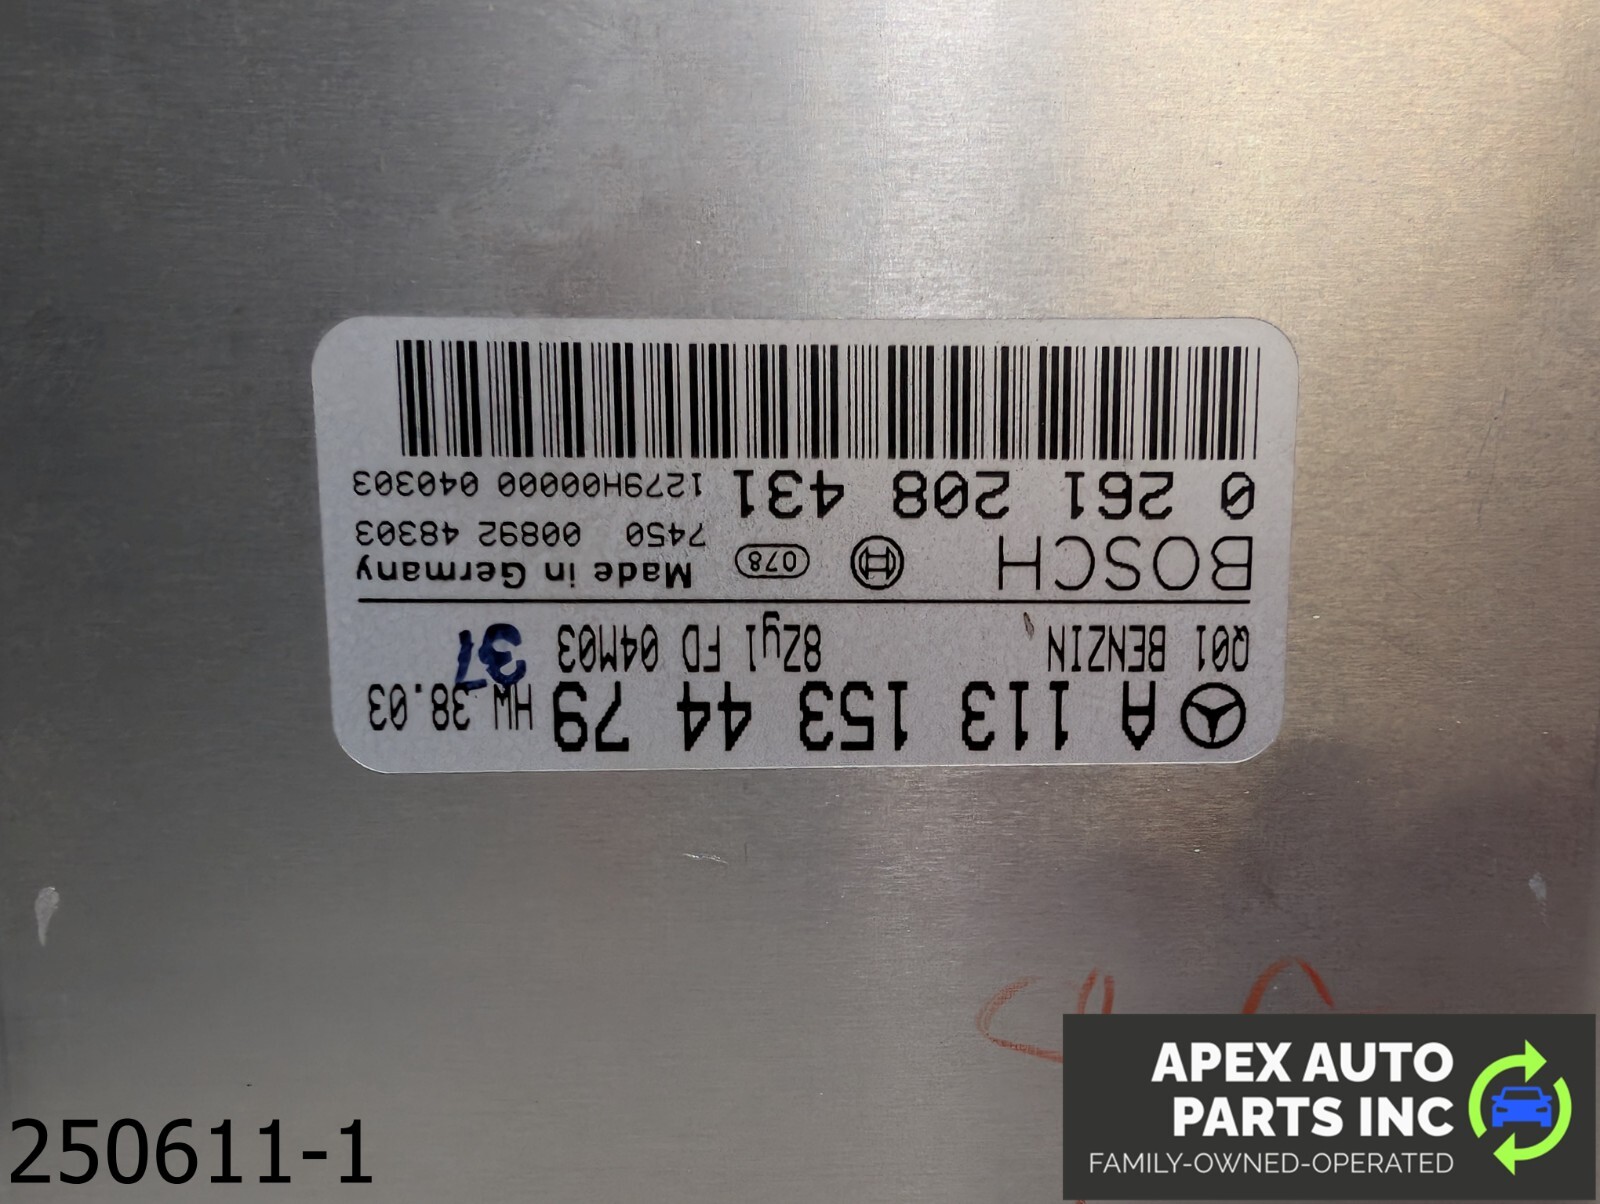 A 113 153 44 79 HW 38.03
Q01 BENZIN 8Zyl FD 04M03
37
BOSCH 078 Made in Germany
7450 00892 48303
0 261 208 431 1279H00000 040303
250611-1
APEX AUTO
PARTS INC
FAMILY-OWNED-OPERATED